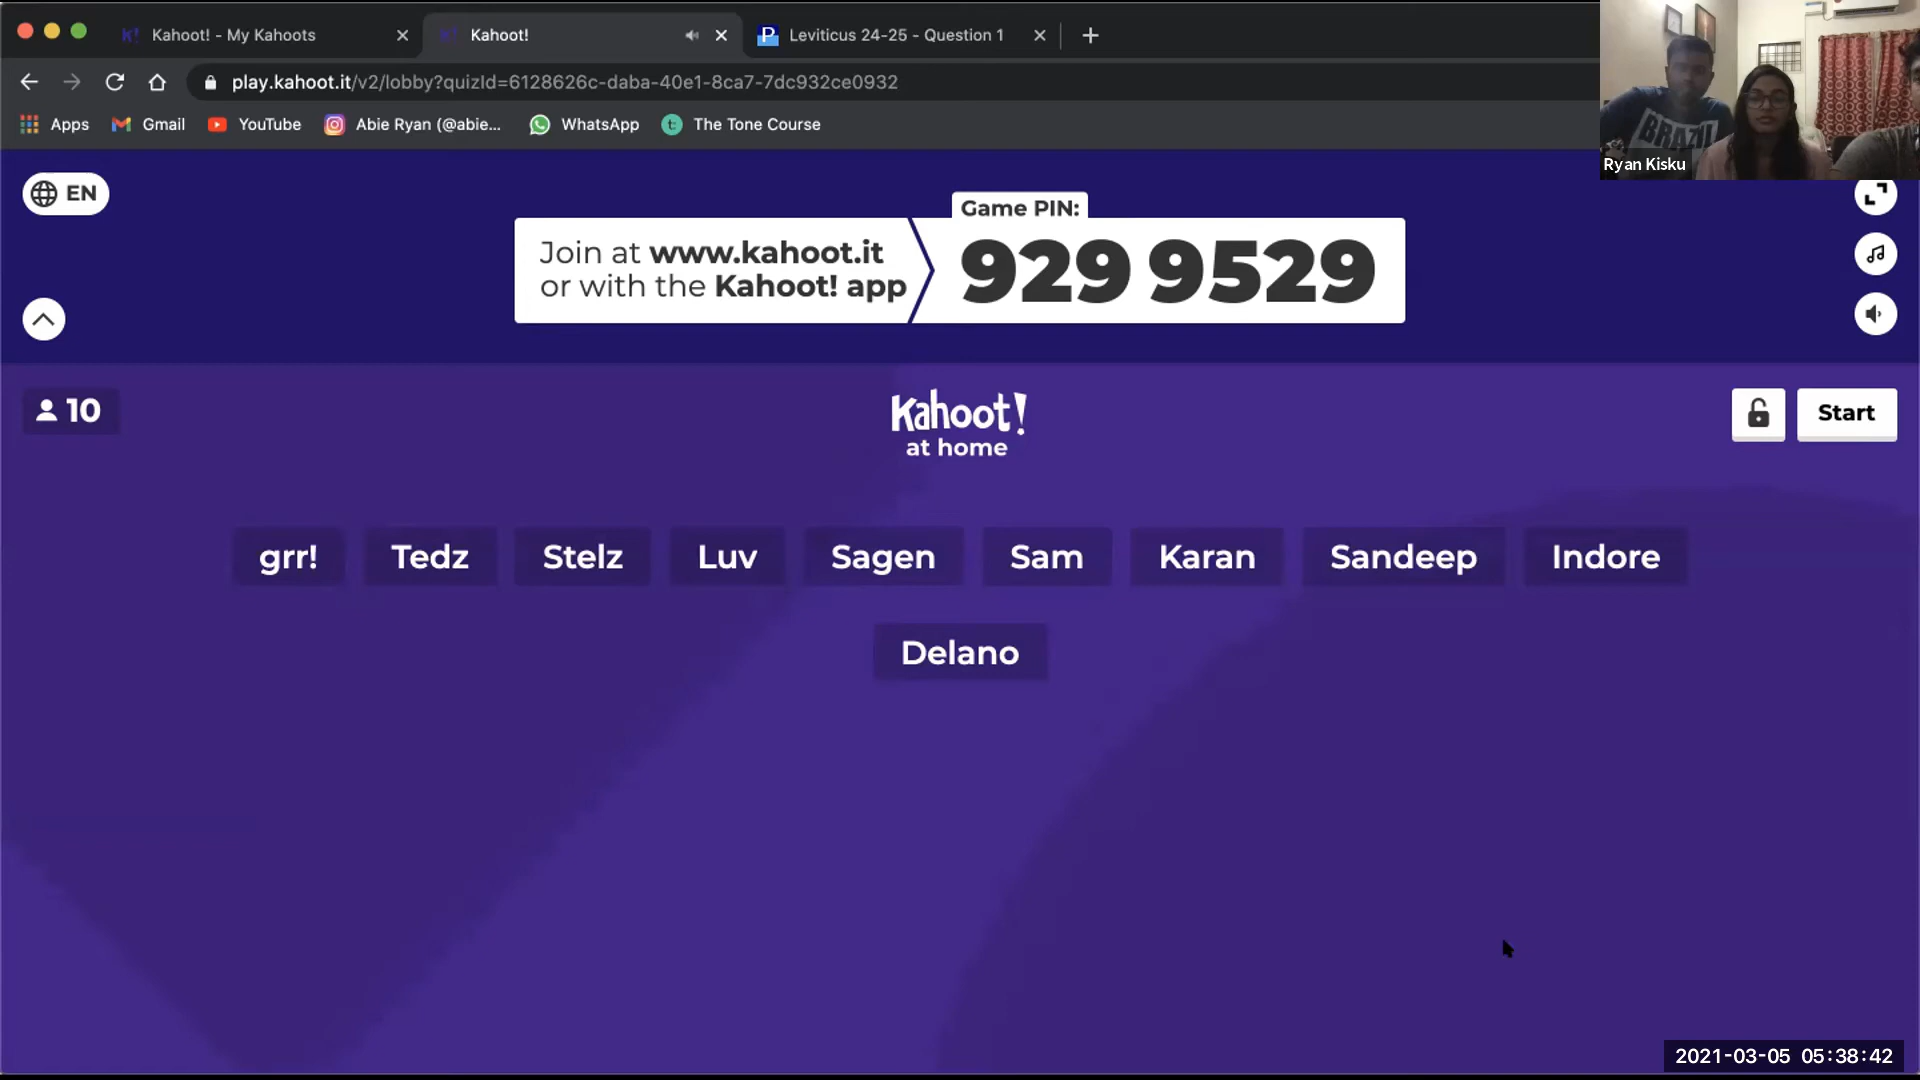 Kahoot! - My Kahoots
Kahoot!
Leviticus 24-25 - Question 1
play.kahoot.it/v2/lobby?quizId=6128626c-daba-40e1-8ca7-7dc932ce0932
Apps
Gmail
YouTube
Abie Ryan (@abie...
WhatsApp
The Tone Course
BRAZIL
Ryan Kisku
EN
Game PIN:
Join at www.kahoot.it
or with the Kahoot! app
929 9529
10
Kahoot!
at home
Start
grr!
Tedz
Stelz
Luv
Sagen
Sam
Karan
Sandeep
Indore
Delano
2021-03-05 05:38:42